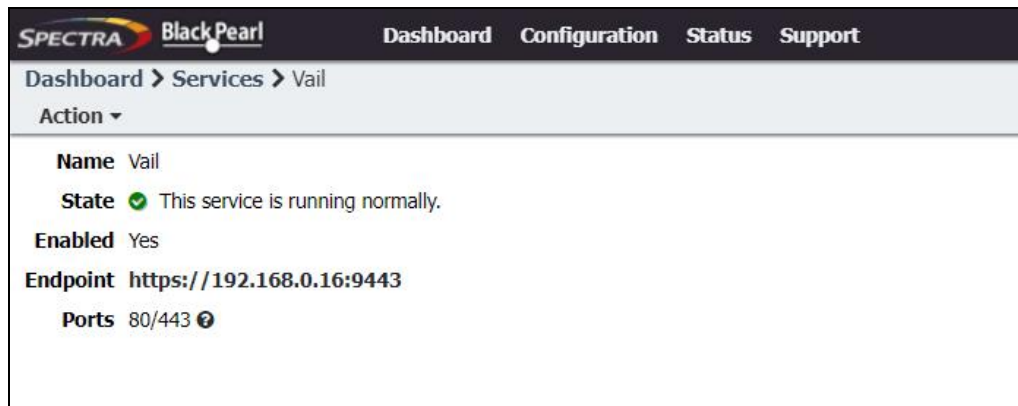 SPECTRA BlackPearl Dashboard Configuration Status Support
Dashboard > Services > Vail
Action
Name Vail
State This service is running normally.
Enabled Yes
Endpoint https://192.168.0.16:9443
Ports 80/443 ?